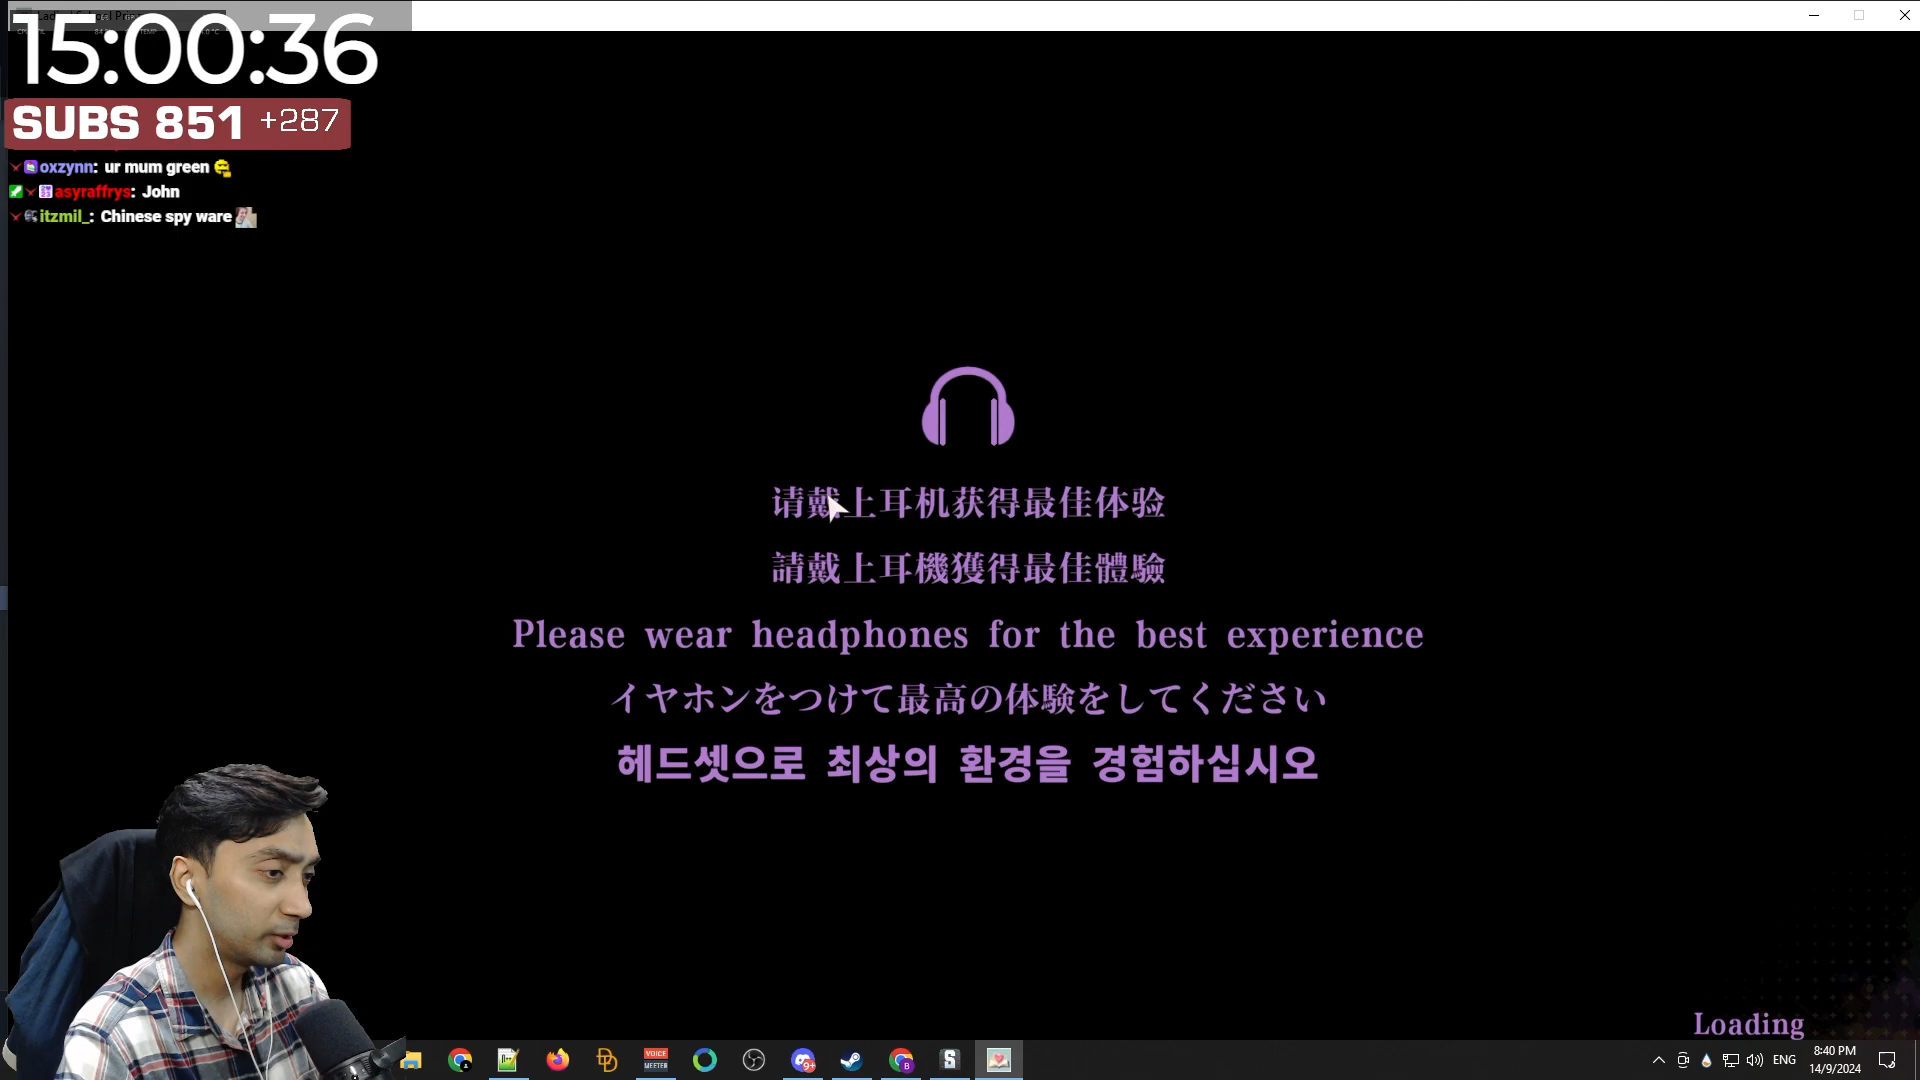 15:00:36
SUBS 851 +287
oxzynn: ur mum green
asyraffrys: John
itzmil_: Chinese spy ware
请戴上耳机获得最佳体验
請戴上耳機獲得最佳體驗
Please wear headphones for the best experience
イヤホンをつけて最高の体験をしてください
헤드셋으로 최상의 환경을 경험하십시오
Loading
VOICE
MEETER
9+
ENG
8:40 PM
14/9/2024